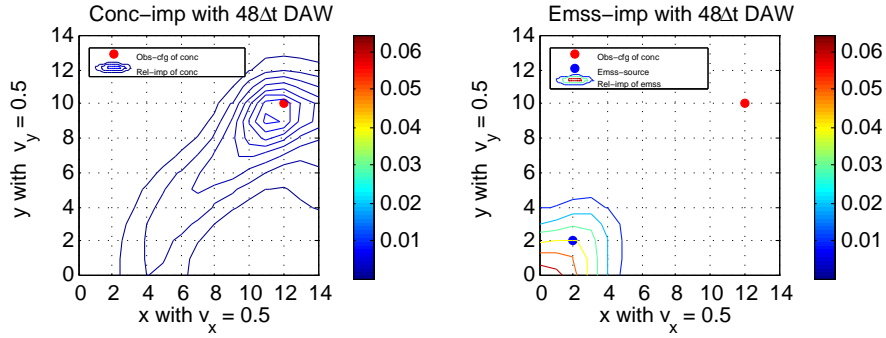 Conc-imp with 48Δt DAW
14
12
10
8
6
4
2
0
y with v_y = 0.5
Obs-cfg of conc
Rel-imp of conc
0 2 4 6 8 10 12 14
x with v_x = 0.5
0.06
0.05
0.04
0.03
0.02
0.01
Emss-imp with 48Δt DAW
14
12
10
8
6
4
2
0
y with v_y = 0.5
Obs-cfg of conc
Emss-source
Rel-imp of emss
0 2 4 6 8 10 12 14
x with v_x = 0.5
0.06
0.05
0.04
0.03
0.02
0.01